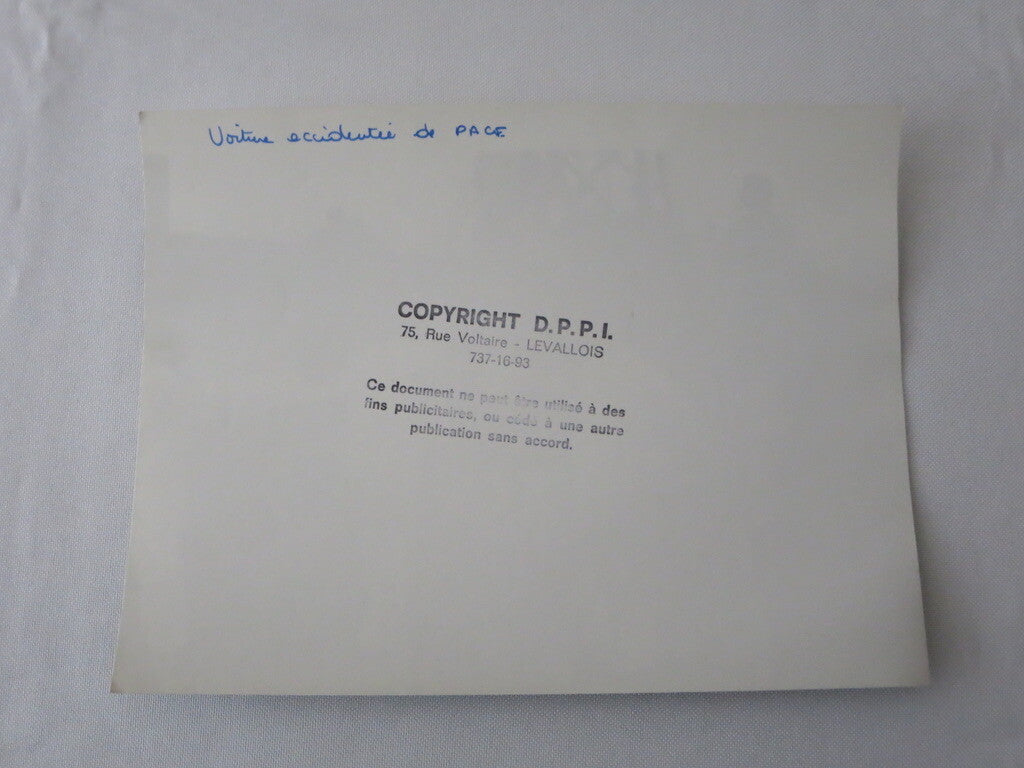 Voiture accidentée de PACE
COPYRIGHT D.P.P.I.
75, Rue Voltaire - LEVALLOIS
737-16-93
Ce document ne peut être utilisé à des
fins publicitaires, ou cédé à une autre
publication sans accord.